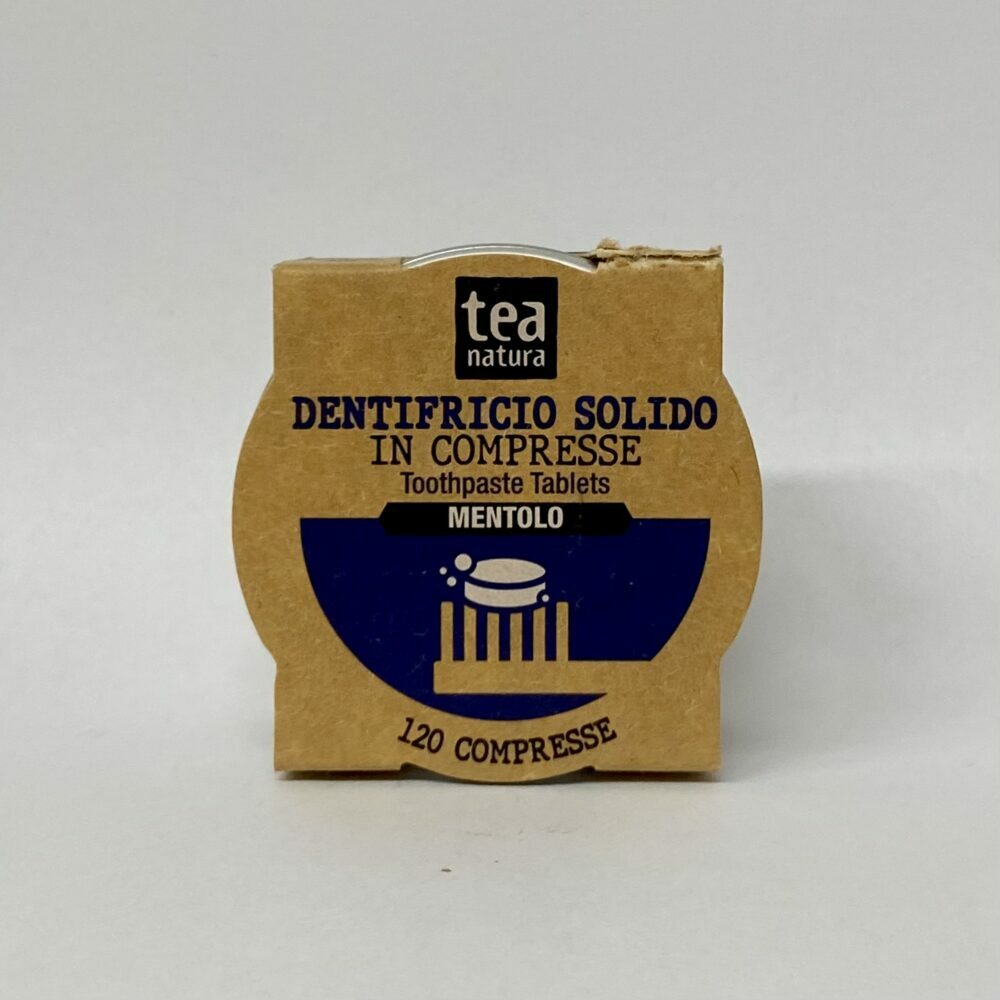 tea
natura
DENTIFRICIO SOLIDO
IN COMPRESSE
Toothpaste Tablets
MENTOLO
120 COMPRESSE